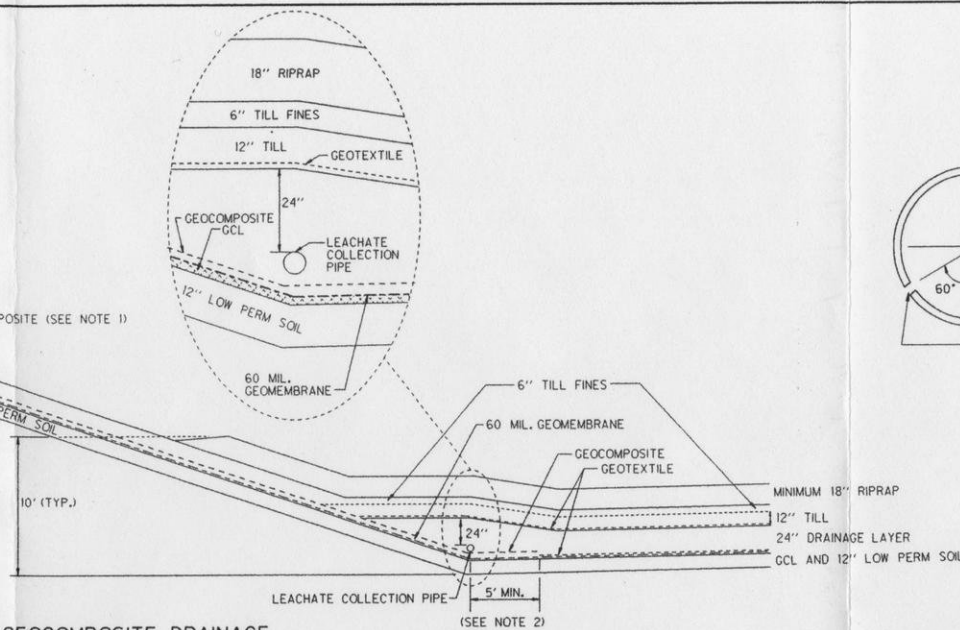 18" RIPRAP
6" TILL FINES
12" TILL
GEOTEXTILE
24"
GEOCOMPOSITE
GCL
LEACHATE
COLLECTION
PIPE
12" LOW PERM SOIL
60 MIL.
GEOMEMBRANE
60°
(SEE NOTE 1)
6" TILL FINES
60 MIL. GEOMEMBRANE
GEOCOMPOSITE
GEOTEXTILE
PERM SOIL
10' (TYP.)
24"
MINIMUM 18" RIPRAP
12" TILL
24" DRAINAGE LAYER
GCL AND 12" LOW PERM SOIL
LEACHATE COLLECTION PIPE
5' MIN.
(SEE NOTE 2)
GEOCOMPOSITE DRAINAGE